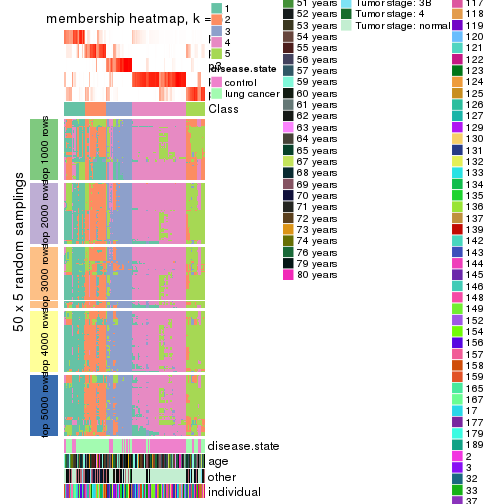 membership heatmap, k =
1
2
3
4
5
disease.state
control
lung cancer
Class
50 x 5 random samplings
top 1000 rows
top 2000 rows
top 3000 rows
top 4000 rows
top 5000 rows
disease.state
age
other
individual
51 years
52 years
53 years
54 years
55 years
56 years
57 years
59 years
60 years
61 years
62 years
63 years
64 years
65 years
67 years
68 years
69 years
70 years
71 years
72 years
73 years
74 years
76 years
79 years
80 years
Tumor stage: 3B
Tumor stage: 4
Tumor stage: normal
117
118
119
120
121
122
123
124
125
126
127
129
130
131
132
133
134
135
136
137
139
142
143
144
145
146
148
149
152
154
156
157
158
159
165
167
17
177
179
189
2
3
32
33
37